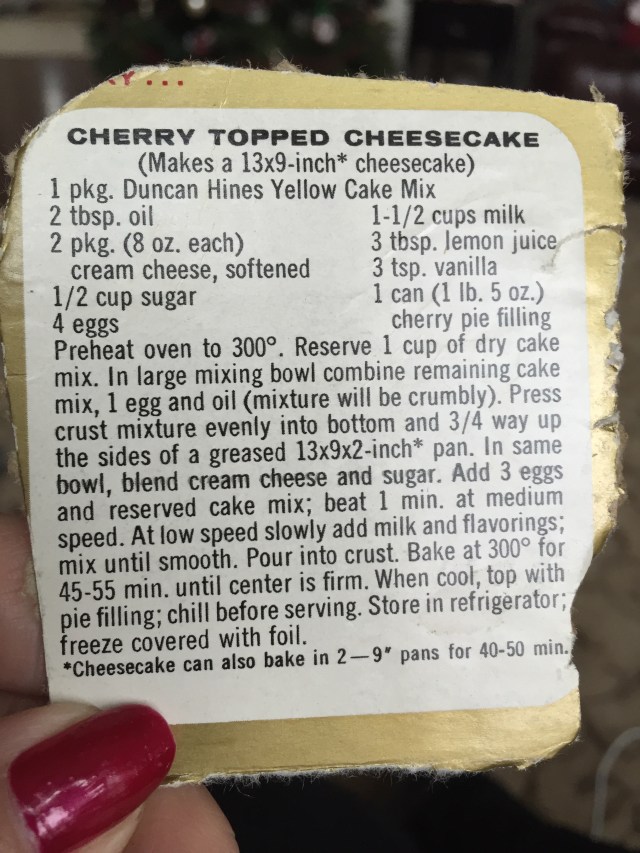 CHERRY TOPPED CHEESECAKE
(Makes a 13x9-inch* cheesecake)
1 pkg. Duncan Hines Yellow Cake Mix
2 tbsp. oil
2 pkg. (8 oz. each)
cream cheese, softened
1/2 cup sugar
4 eggs
1-1/2 cups milk
3 tbsp. lemon juice
3 tsp. vanilla
1 can (1 lb. 5 oz.)
cherry pie filling
Preheat oven to 300°. Reserve 1 cup of dry cake
mix. In large mixing bowl combine remaining cake
mix, 1 egg and oil (mixture will be crumbly). Press
crust mixture evenly into bottom and 3/4 way up
the sides of a greased 13x9x2-inch* pan. In same
bowl, blend cream cheese and sugar. Add 3 eggs
and reserved cake mix; beat 1 min. at medium
speed. At low speed slowly add milk and flavorings;
mix until smooth. Pour into crust. Bake at 300° for
45-55 min. until center is firm. When cool, top with
pie filling; chill before serving. Store in refrigerator;
freeze covered with foil.
*Cheesecake can also bake in 2—9" pans for 40-50 min.